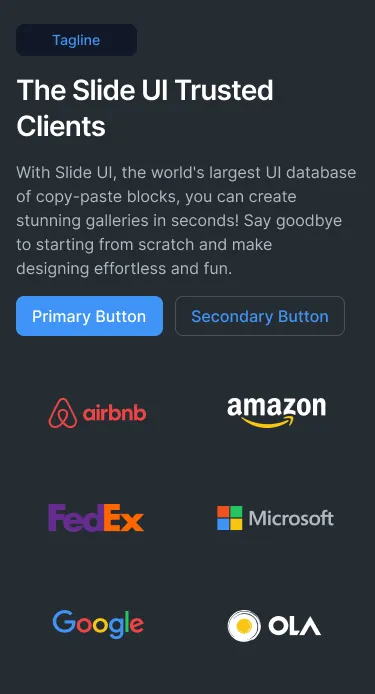 Tagline
The Slide UI Trusted
Clients
With Slide UI, the world's largest UI database
of copy-paste blocks, you can create
stunning galleries in seconds! Say goodbye
to starting from scratch and make
designing effortless and fun.
Primary Button
Secondary Button
airbnb
amazon
FedEx
Microsoft
Google
OLA